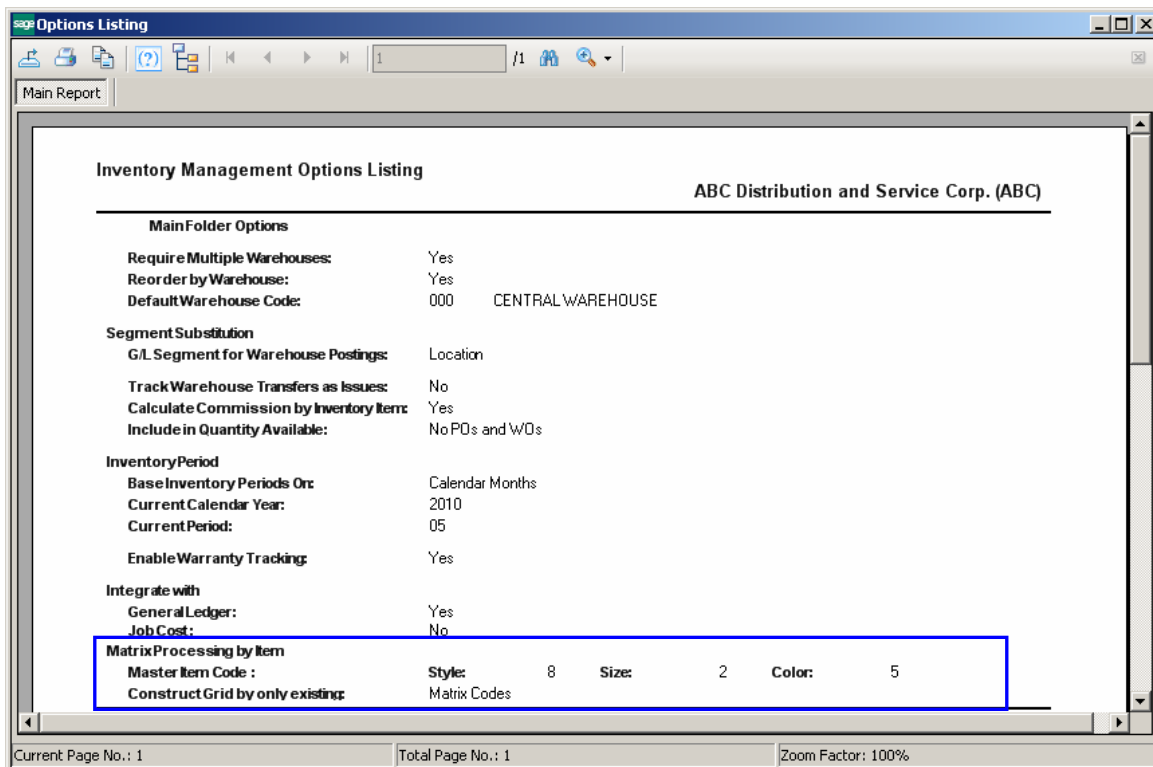 sage Options Listing
1 /1
Main Report
Inventory Management Options Listing
ABC Distribution and Service Corp. (ABC)
Main Folder Options
Require Multiple Warehouses: Yes
Reorder by Warehouse: Yes
Default Warehouse Code: 000 CENTRAL WAREHOUSE
Segment Substitution
G/L Segment for Warehouse Postings: Location
Track Warehouse Transfers as Issues: No
Calculate Commission by Inventory Item: Yes
Include in Quantity Available: No POs and WOs
Inventory Period
Base Inventory Periods On: Calendar Months
Current Calendar Year: 2010
Current Period: 05
Enable Warranty Tracking: Yes
Integrate with
General Ledger: Yes
Job Cost: No
Matrix Processing by Item
Master Item Code : Style: 8 Size: 2 Color: 5
Construct Grid by only existing: Matrix Codes
Current Page No.: 1 Total Page No.: 1 Zoom Factor: 100%